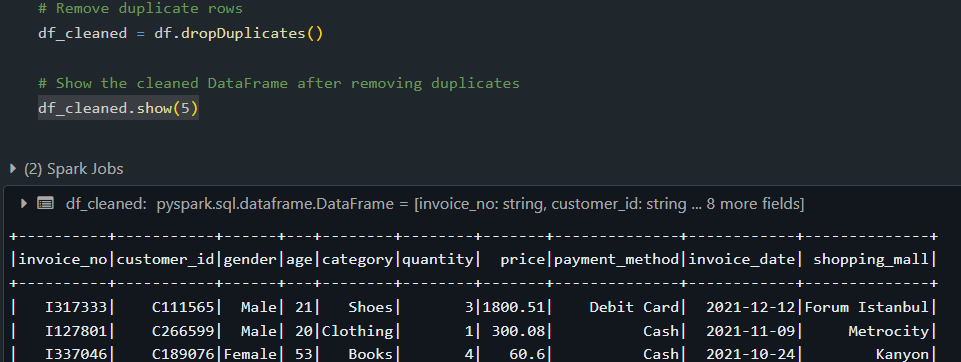 # Remove duplicate rows
df_cleaned = df.dropDuplicates()
# Show the cleaned DataFrame after removing duplicates
df_cleaned.show(5)
(2) Spark Jobs
df_cleaned: pyspark.sql.dataframe.DataFrame = [invoice_no: string, customer_id: string ... 8 more fields]
+----------+-----------+------+---+--------+--------+-------+--------------+------------+--------------+
|invoice_no|customer_id|gender|age|category|quantity|  price|payment_method|invoice_date| shopping_mall|
+----------+-----------+------+---+--------+--------+-------+--------------+------------+--------------+
|   I317333|    C111565|  Male| 21|   Shoes|       3|1800.51|    Debit Card|  2021-12-12|Forum Istanbul|
|   I127801|    C266599|  Male| 20|Clothing|       1| 300.08|          Cash|  2021-11-09|     Metrocity|
|   I337046|    C189076|Female| 53|   Books|       4|   60.6|          Cash|  2021-10-24|        Kanyon|